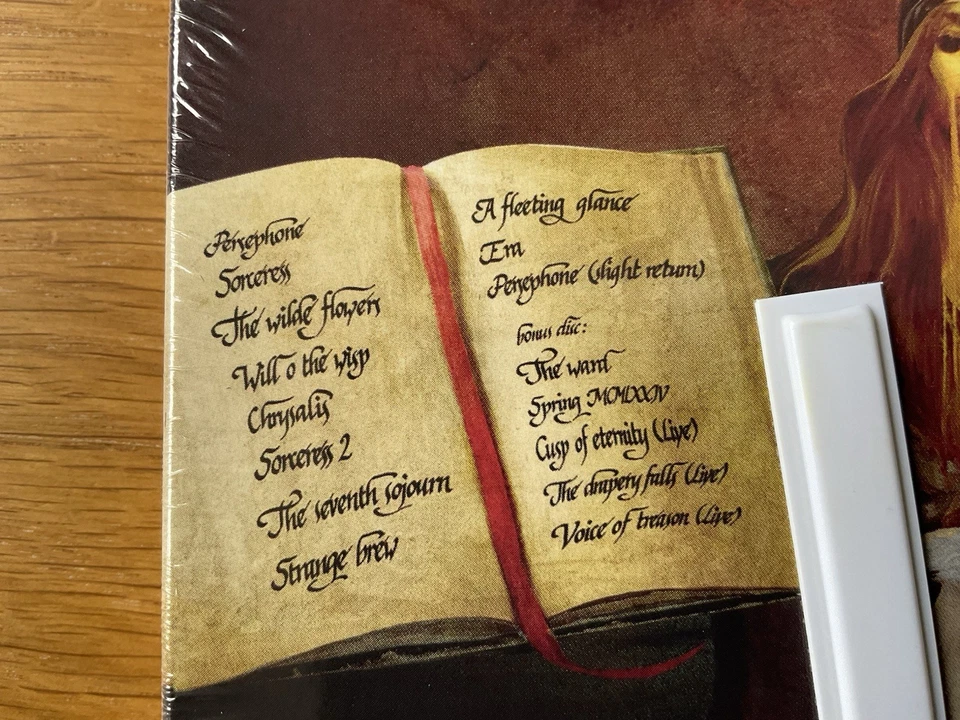 Persephone
Sorceress
The wilde flowers
Will o the wisp
Chrysalis
Sorceress 2
The seventh sojourn
Strange brew
A fleeting glance
Era
Persephone (slight return)
bonus disc:
The ward
Spring MCMLXXIV
Cusp of eternity (Live)
The drapery falls (Live)
Voice of treason (Live)